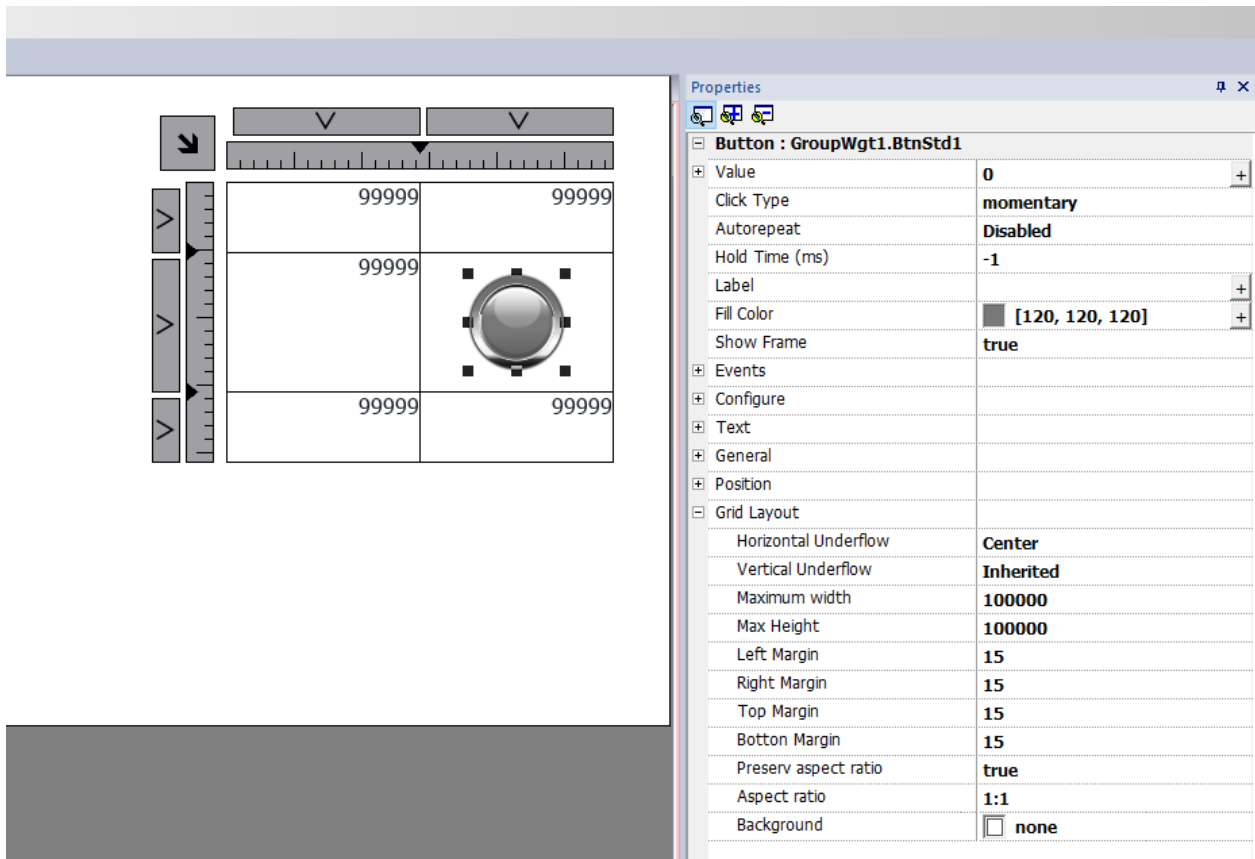 Properties
Button : GroupWgt1.BtnStd1
Value 0 +
Click Type momentary
Autorepeat Disabled
Hold Time (ms) -1
Label +
Fill Color [120, 120, 120] +
Show Frame true
Events
Configure
Text
General
Position
Grid Layout
Horizontal Underflow Center
Vertical Underflow Inherited
Maximum width 100000
Max Height 100000
Left Margin 15
Right Margin 15
Top Margin 15
Botton Margin 15
Preserv aspect ratio true
Aspect ratio 1:1
Background none
99999 99999
99999
99999 99999